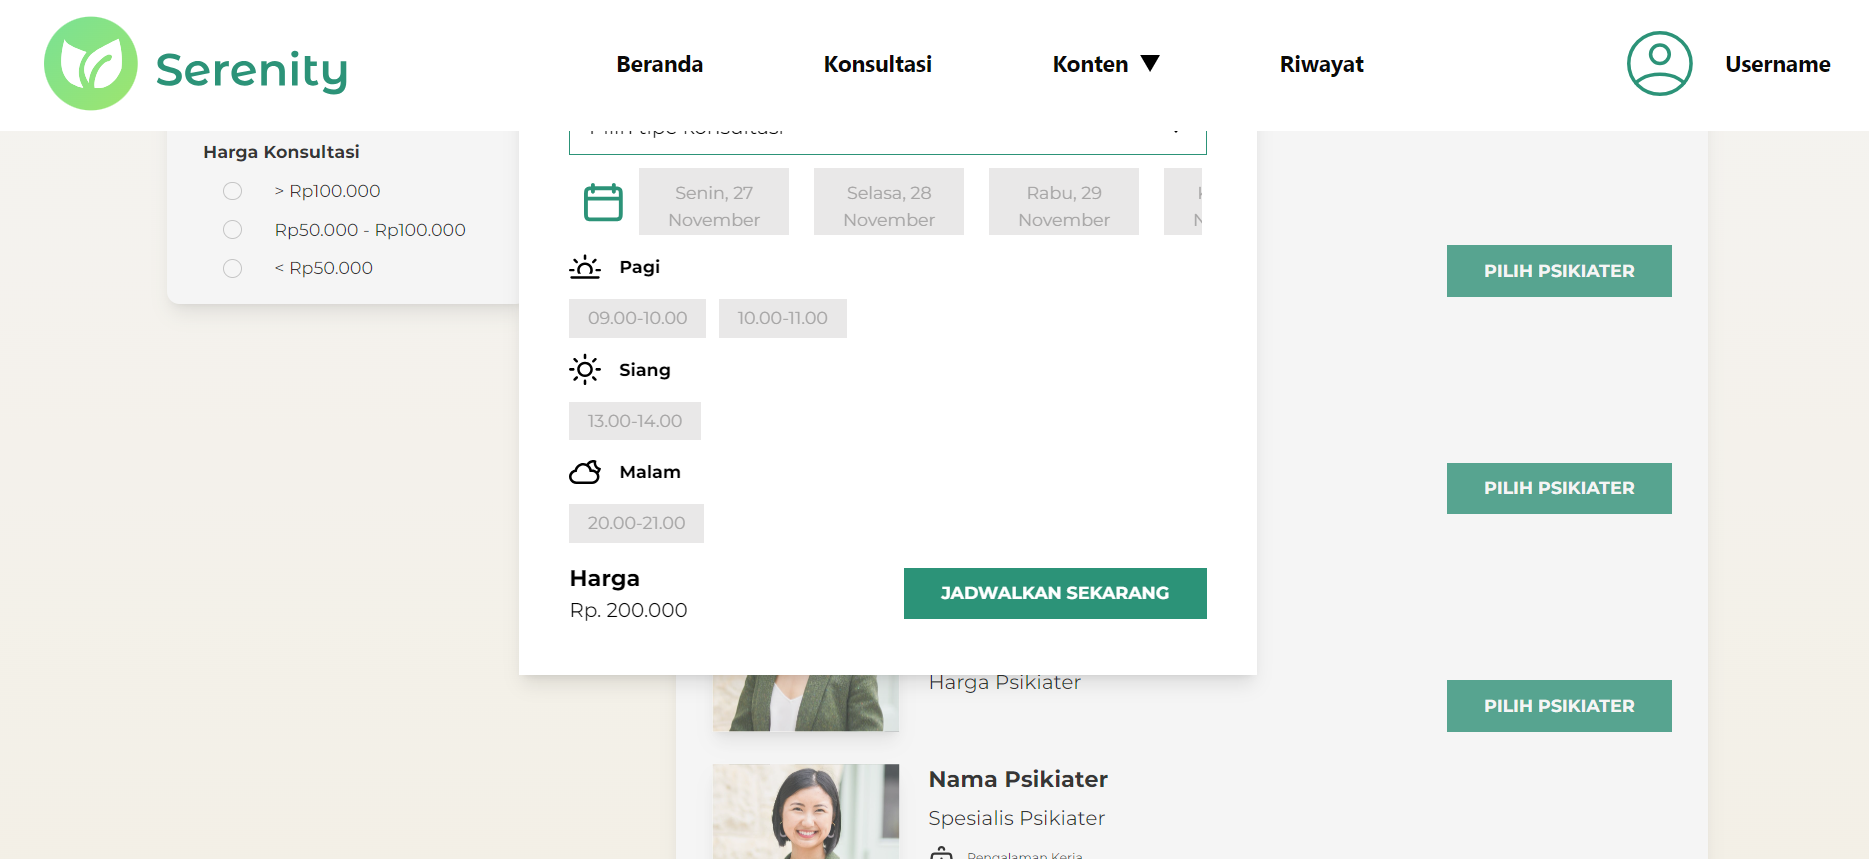 Serenity
Beranda
Konsultasi
Konten ▼
Riwayat
Username
Pilih tipe konsultasi
Harga Konsultasi
> Rp100.000
Rp50.000 - Rp100.000
< Rp50.000
Senin, 27
November
Selasa, 28
November
Rabu, 29
November
Pagi
09.00-10.00
10.00-11.00
Siang
13.00-14.00
Malam
20.00-21.00
Harga
Rp. 200.000
JADWALKAN SEKARANG
PILIH PSIKIATER
PILIH PSIKIATER
Harga Psikiater
PILIH PSIKIATER
Nama Psikiater
Spesialis Psikiater
Pengalaman Kerja